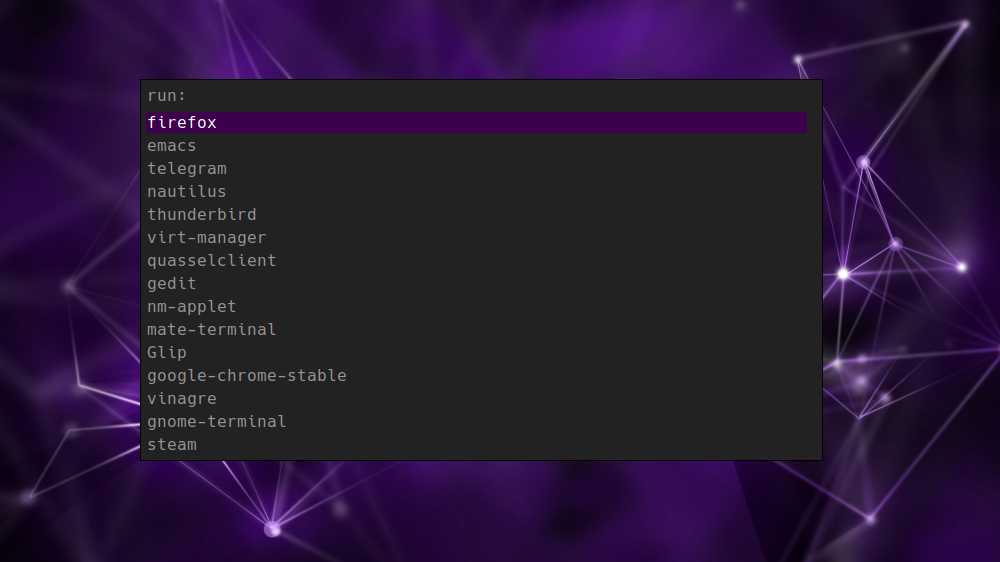 run:
firefox
emacs
telegram
nautilus
thunderbird
virt-manager
quasselclient
gedit
nm-applet
mate-terminal
Glip
google-chrome-stable
vinagre
gnome-terminal
steam